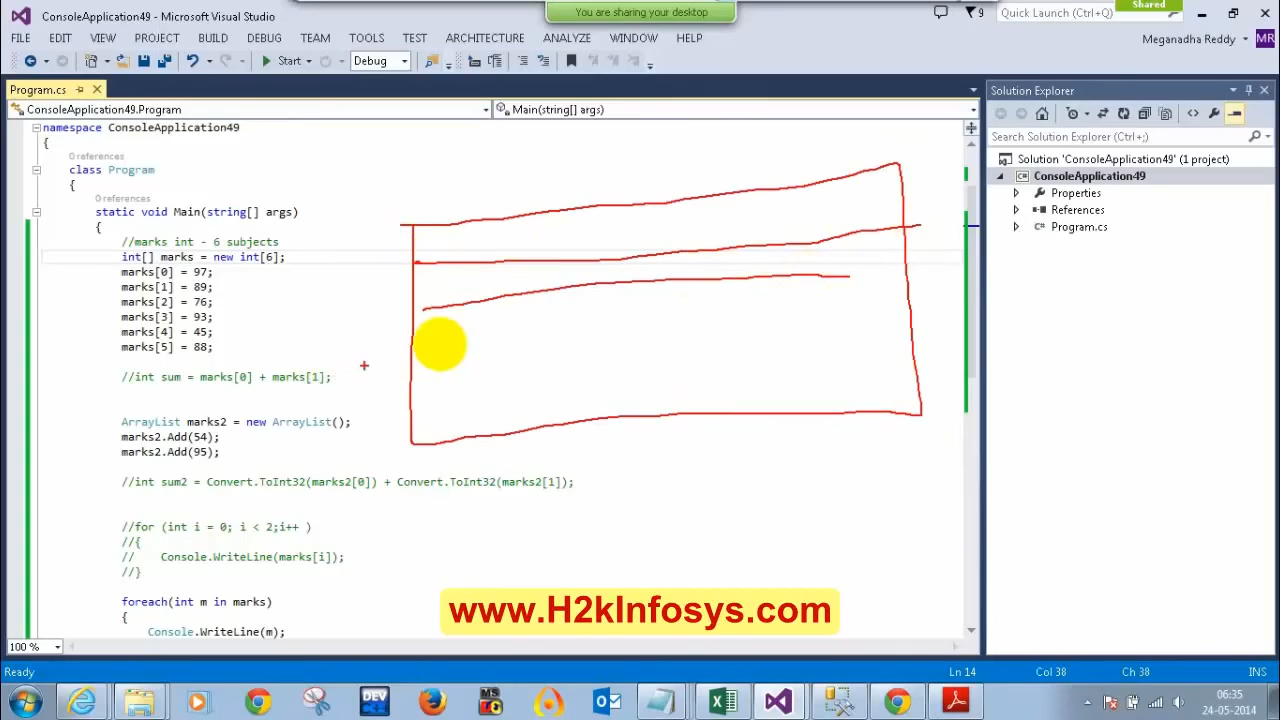 ConsoleApplication49 - Microsoft Visual Studio
You are sharing your desktop
Shared
9
Quick Launch (Ctrl+Q)
FILE EDIT VIEW PROJECT BUILD DEBUG TEAM TOOLS TEST ARCHITECTURE ANALYZE WINDOW HELP
Meganadha Reddy MR
Start Debug
Program.cs
Solution Explorer
ConsoleApplication49.Program
Main(string[] args)
Search Solution Explorer (Ctrl+;)
namespace ConsoleApplication49
{
0 references
class Program
{
0 references
static void Main(string[] args)
{
//marks int - 6 subjects
int[] marks = new int[6];
marks[0] = 97;
marks[1] = 89;
marks[2] = 76;
marks[3] = 93;
marks[4] = 45;
marks[5] = 88;
//int sum = marks[0] + marks[1];
ArrayList marks2 = new ArrayList();
marks2.Add(54);
marks2.Add(95);
//int sum2 = Convert.ToInt32(marks2[0]) + Convert.ToInt32(marks2[1]);
//for (int i = 0; i < 2;i++ )
//{
// Console.WriteLine(marks[i]);
//}
foreach(int m in marks)
{
Console.WriteLine(m);
Solution 'ConsoleApplication49' (1 project)
ConsoleApplication49
Properties
References
C# Program.cs
www.H2kInfosys.com
100 %
Ready Ln 14 Col 38 Ch 38 INS
DEV
MS
06:35
24-05-2014